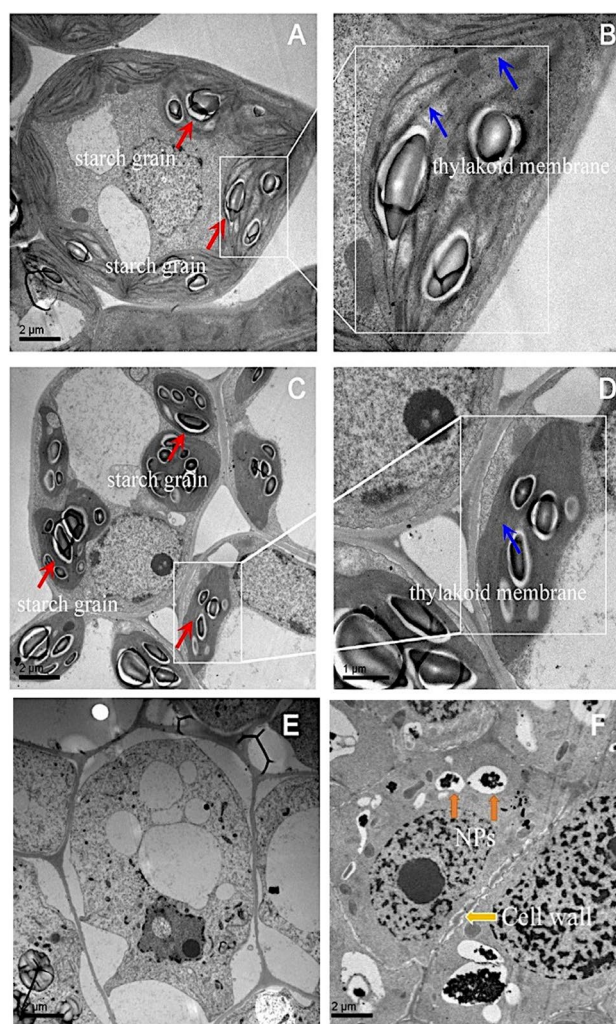 A
starch grain
starch grain
2 μm
B
thylakoid membrane
C
starch grain
starch grain
2 μm
D
thylakoid membrane
1 μm
E
2 μm
F
NPs
Cell wall
2 μm